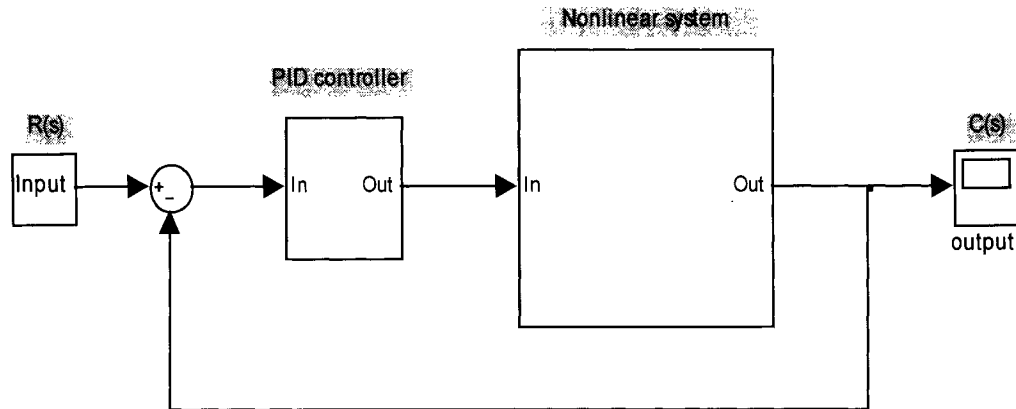 Nonlinear system
PID controller
R(s)
C(s)
Input
+
−
In
Out
In
Out
output